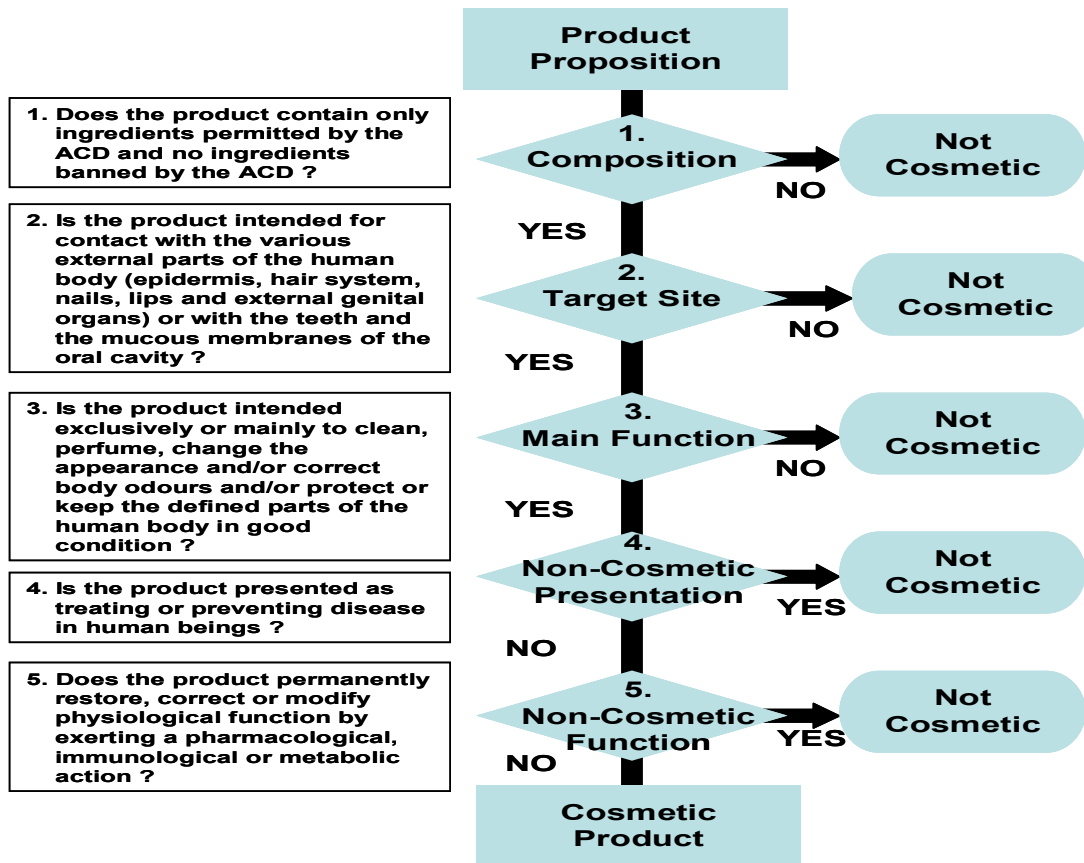 Product
Proposition
1. Does the product contain only
ingredients permitted by the
ACD and no ingredients
banned by the ACD ?
1.
Composition
Not
Cosmetic
NO
YES
2. Is the product intended for
contact with the various
external parts of the human
body (epidermis, hair system,
nails, lips and external genital
organs) or with the teeth and
the mucous membranes of the
oral cavity ?
2.
Target Site
Not
Cosmetic
NO
YES
3. Is the product intended
exclusively or mainly to clean,
perfume, change the
appearance and/or correct
body odours and/or protect or
keep the defined parts of the
human body in good
condition ?
3.
Main Function
Not
Cosmetic
NO
YES
4. Is the product presented as
treating or preventing disease
in human beings ?
4.
Non-Cosmetic
Presentation
Not
Cosmetic
YES
NO
5. Does the product permanently
restore, correct or modify
physiological function by
exerting a pharmacological,
immunological or metabolic
action ?
5.
Non-Cosmetic
Function
Not
Cosmetic
YES
NO
Cosmetic
Product